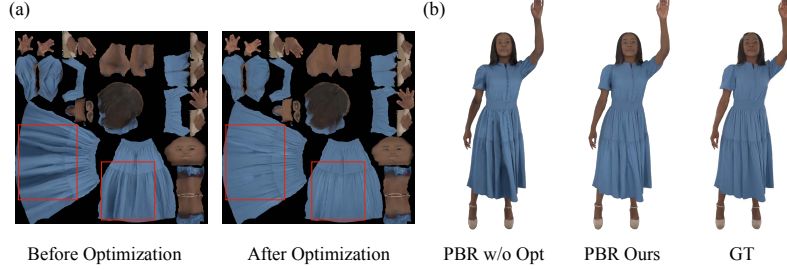 (a)
(b)
Before Optimization
After Optimization
PBR w/o Opt
PBR Ours
GT